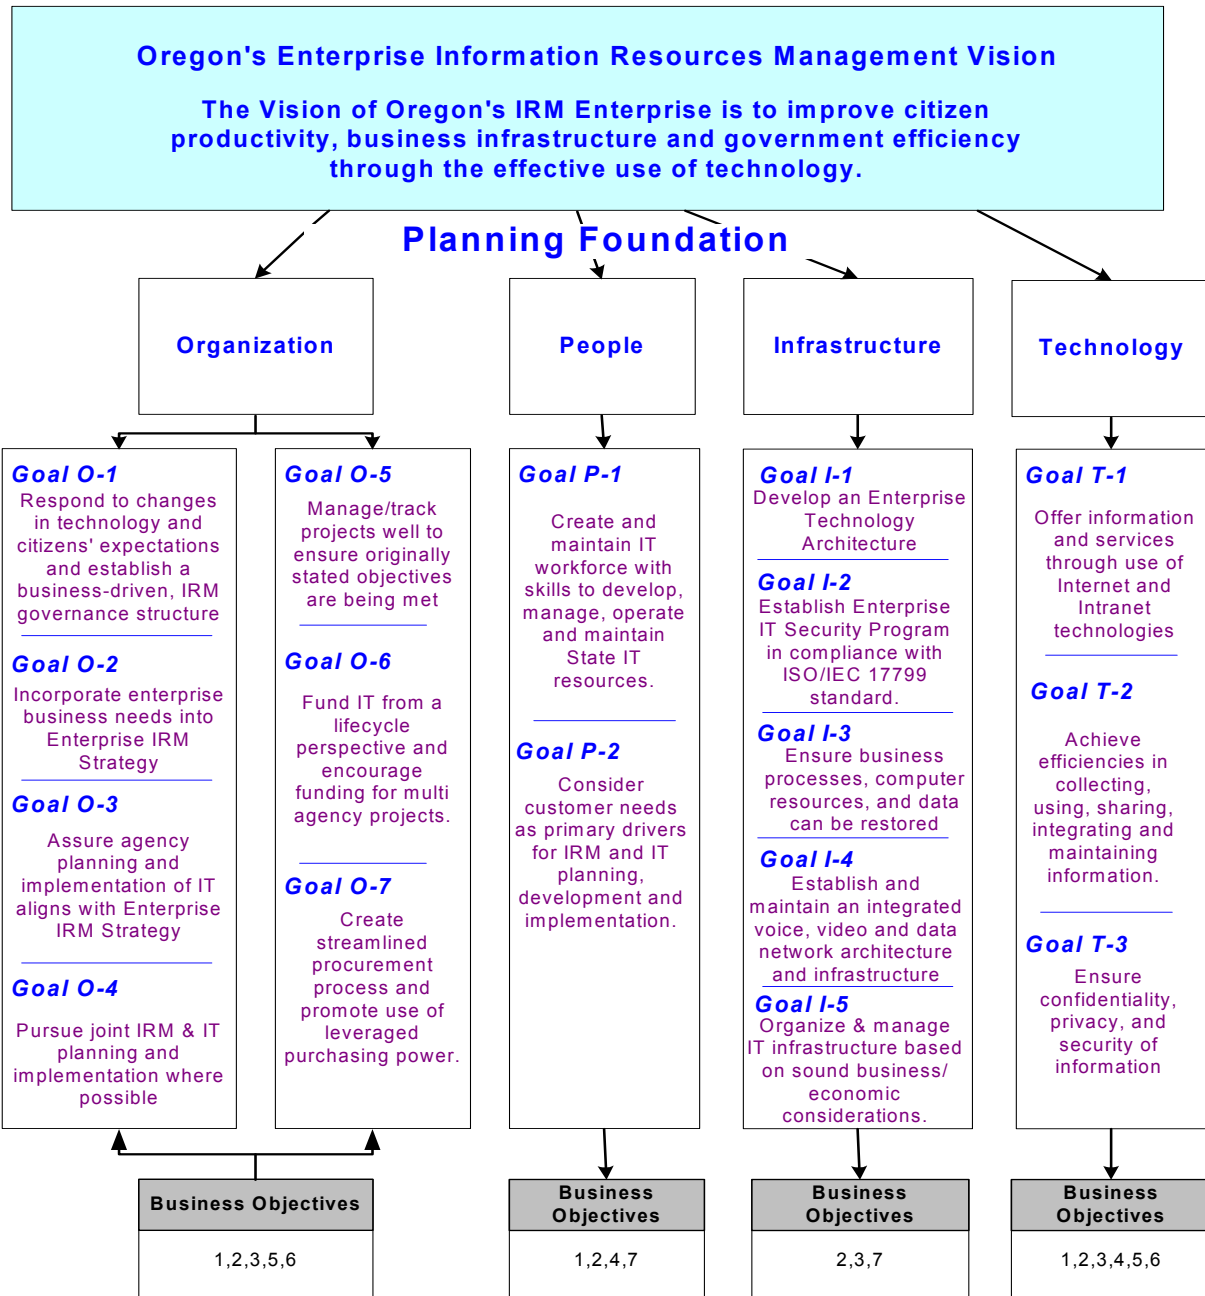 Oregon's Enterprise Information Resources Management Vision
The Vision of Oregon's IRM Enterprise is to improve citizen
productivity, business infrastructure and government efficiency
through the effective use of technology.
Planning Foundation
Organization
People
Infrastructure
Technology
Goal O-1
Respond to changes
in technology and
citizens' expectations
and establish a
business-driven, IRM
governance structure
Goal O-2
Incorporate enterprise
business needs into
Enterprise IRM
Strategy
Goal O-3
Assure agency
planning and
implementation of IT
aligns with Enterprise
IRM Strategy
Goal O-4
Pursue joint IRM & IT
planning and
implementation where
possible
Goal O-5
Manage/track
projects well to
ensure originally
stated objectives
are being met
Goal O-6
Fund IT from a
lifecycle
perspective and
encourage
funding for multi
agency projects.
Goal O-7
Create
streamlined
procurement
process and
promote use of
leveraged
purchasing power.
Goal P-1
Create and
maintain IT
workforce with
skills to develop,
manage, operate
and maintain
State IT
resources.
Goal P-2
Consider
customer needs
as primary drivers
for IRM and IT
planning,
development and
implementation.
Goal I-1
Develop an Enterprise
Technology
Architecture
Goal I-2
Establish Enterprise
IT Security Program
in compliance with
ISO/IEC 17799
standard.
Goal I-3
Ensure business
processes, computer
resources, and data
can be restored
Goal I-4
Establish and
maintain an integrated
voice, video and data
network architecture
and infrastructure
Goal I-5
Organize & manage
IT infrastructure based
on sound business/
economic
considerations.
Goal T-1
Offer information
and services
through use of
Internet and
Intranet
technologies
Goal T-2
Achieve
efficiencies in
collecting,
using, sharing,
integrating and
maintaining
information.
Goal T-3
Ensure
confidentiality,
privacy, and
security of
information
Business Objectives
1,2,3,5,6
Business
Objectives
1,2,4,7
Business
Objectives
2,3,7
Business
Objectives
1,2,3,4,5,6